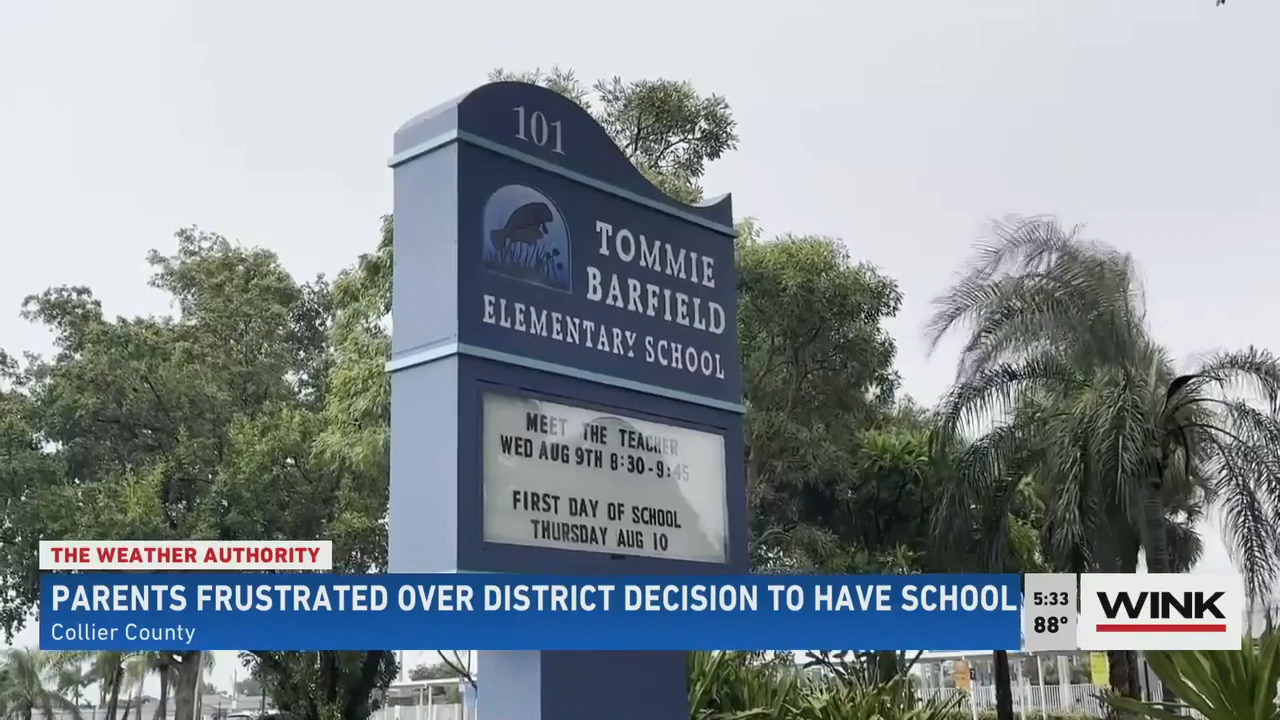 101
TOMMIE
BARFIELD
ELEMENTARY SCHOOL
MEET THE TEACHER
WED AUG 9TH 8:30-9:45
FIRST DAY OF SCHOOL
THURSDAY AUG 10
THE WEATHER AUTHORITY
PARENTS FRUSTRATED OVER DISTRICT DECISION TO HAVE SCHOOL
Collier County
5:33
88°
WINK